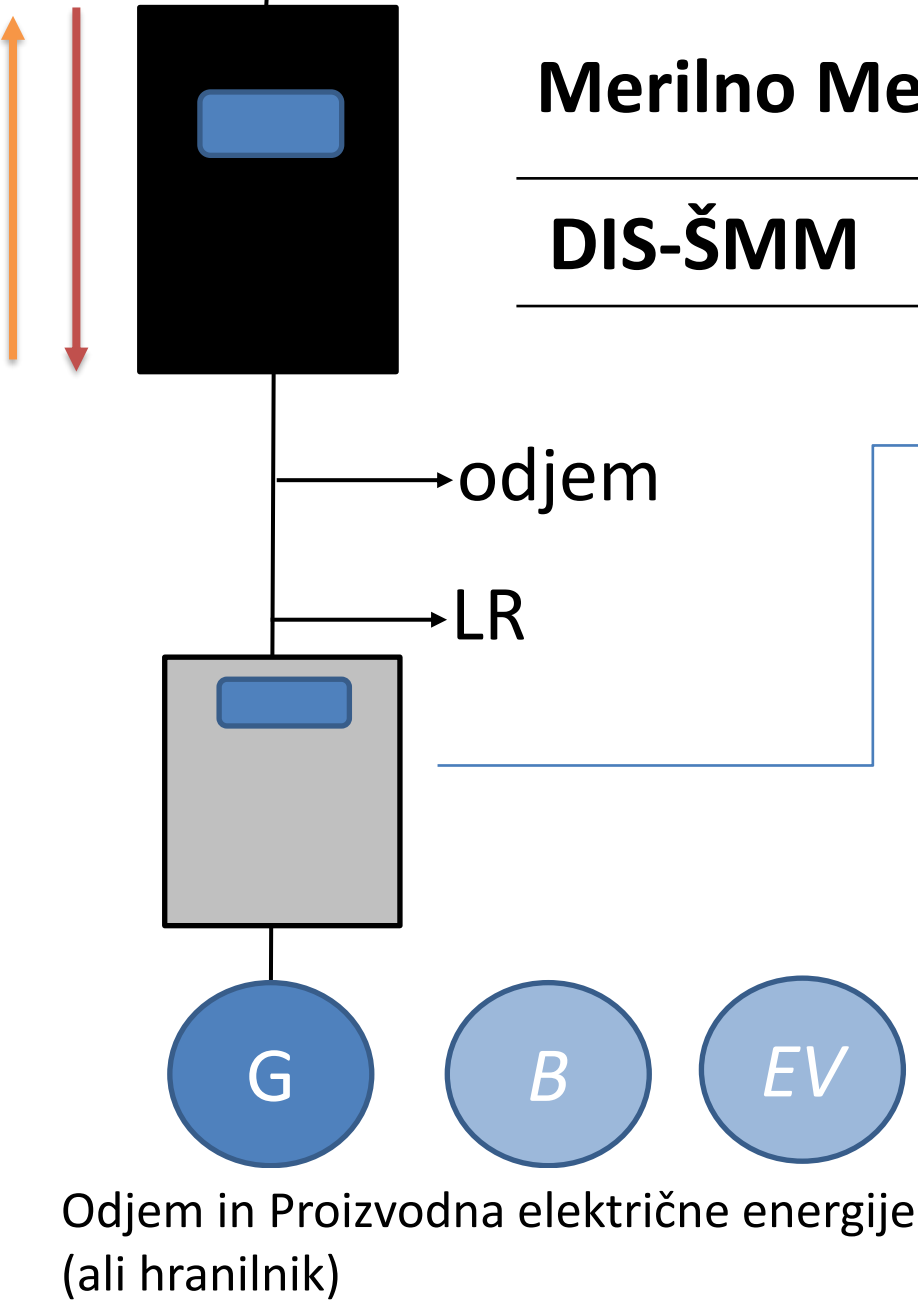 Merilno Me
DIS-ŠMM
odjem
LR
G
B
EV
Odjem in Proizvodna električne energije
(ali hranilnik)